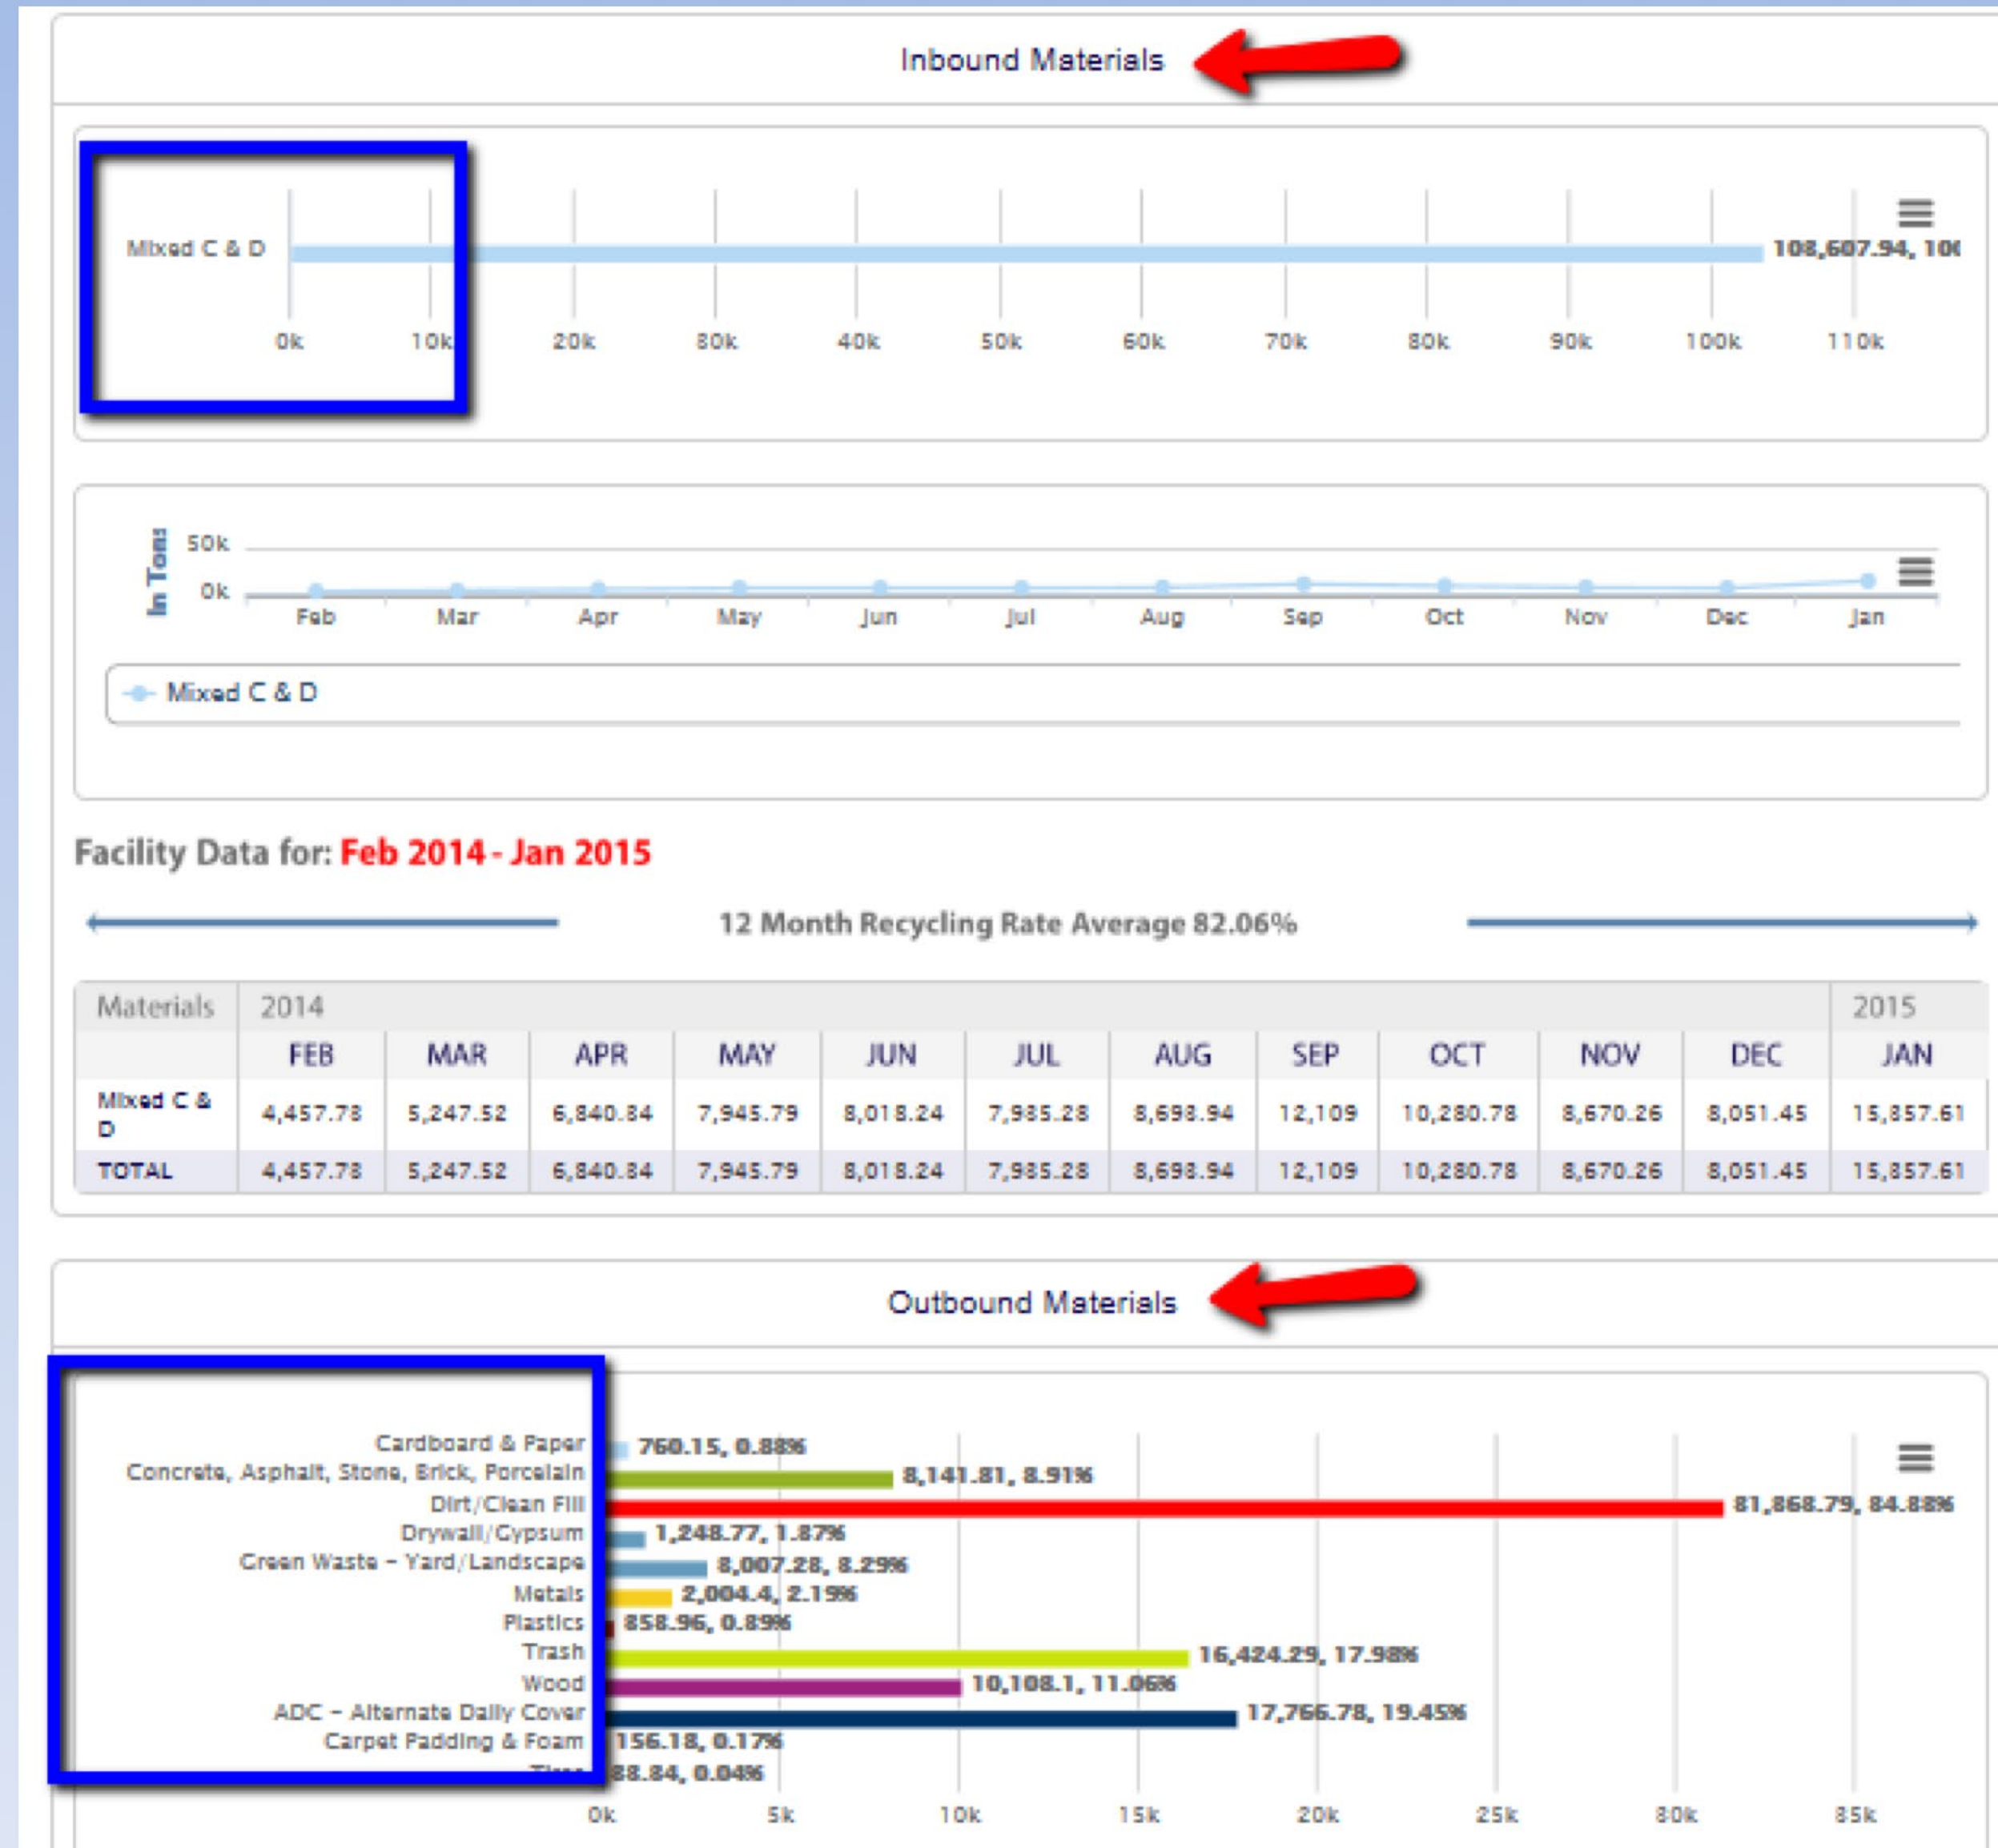 Inbound Materials
Mixed C & D
108,607.94, 100
0k 10k 20k 30k 40k 50k 60k 70k 80k 90k 100k 110k
In Tons
50k
0k
Feb Mar Apr May Jun Jul Aug Sep Oct Nov Dec Jan
Mixed C & D
Facility Data for: Feb 2014 - Jan 2015
12 Month Recycling Rate Average 82.06%
Materials 2014 2015
FEB MAR APR MAY JUN JUL AUG SEP OCT NOV DEC JAN
Mixed C &
D
4,457.73 5,247.52 6,840.84 7,945.79 8,018.24 7,985.28 8,698.94 12,109 10,280.78 8,670.26 8,051.45 15,857.61
TOTAL 4,457.73 5,247.52 6,840.84 7,945.79 8,018.24 7,985.28 8,698.94 12,109 10,280.78 8,670.26 8,051.45 15,857.61
Outbound Materials
Cardboard & Paper 760.15, 0.88%
Concrete, Asphalt, Stone, Brick, Porcelain 8,141.81, 8.91%
Dirt/Clean Fill 81,868.79, 84.88%
Drywall/Gypsum 1,248.77, 1.87%
Green Waste - Yard/Landscape 8,007.28, 8.29%
Metals 2,004.4, 2.19%
Plastics 858.96, 0.89%
Trash 16,424.29, 17.98%
Wood 10,108.1, 11.06%
ADC - Alternate Daily Cover 17,766.78, 19.45%
Carpet Padding & Foam 156.18, 0.17%
88.84, 0.04%
0k 5k 10k 15k 20k 25k 30k 35k